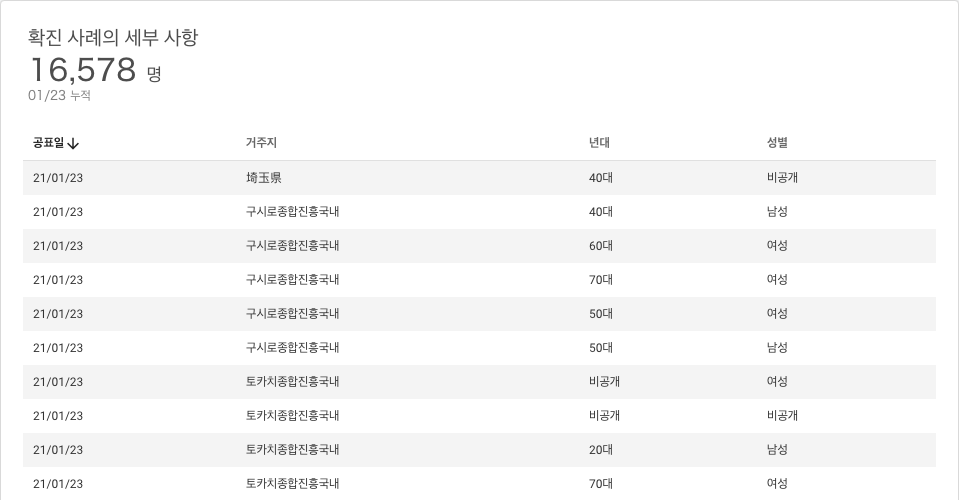 확진 사례의 세부 사항
16,578 명
01/23 누적
공표일 거주지 년대 성별
21/01/23 埼玉県 40대 비공개
21/01/23 구시로종합진흥국내 40대 남성
21/01/23 구시로종합진흥국내 60대 여성
21/01/23 구시로종합진흥국내 70대 여성
21/01/23 구시로종합진흥국내 50대 여성
21/01/23 구시로종합진흥국내 50대 남성
21/01/23 토카치종합진흥국내 비공개 여성
21/01/23 토카치종합진흥국내 비공개 비공개
21/01/23 토카치종합진흥국내 20대 남성
21/01/23 토카치종합진흥국내 70대 여성